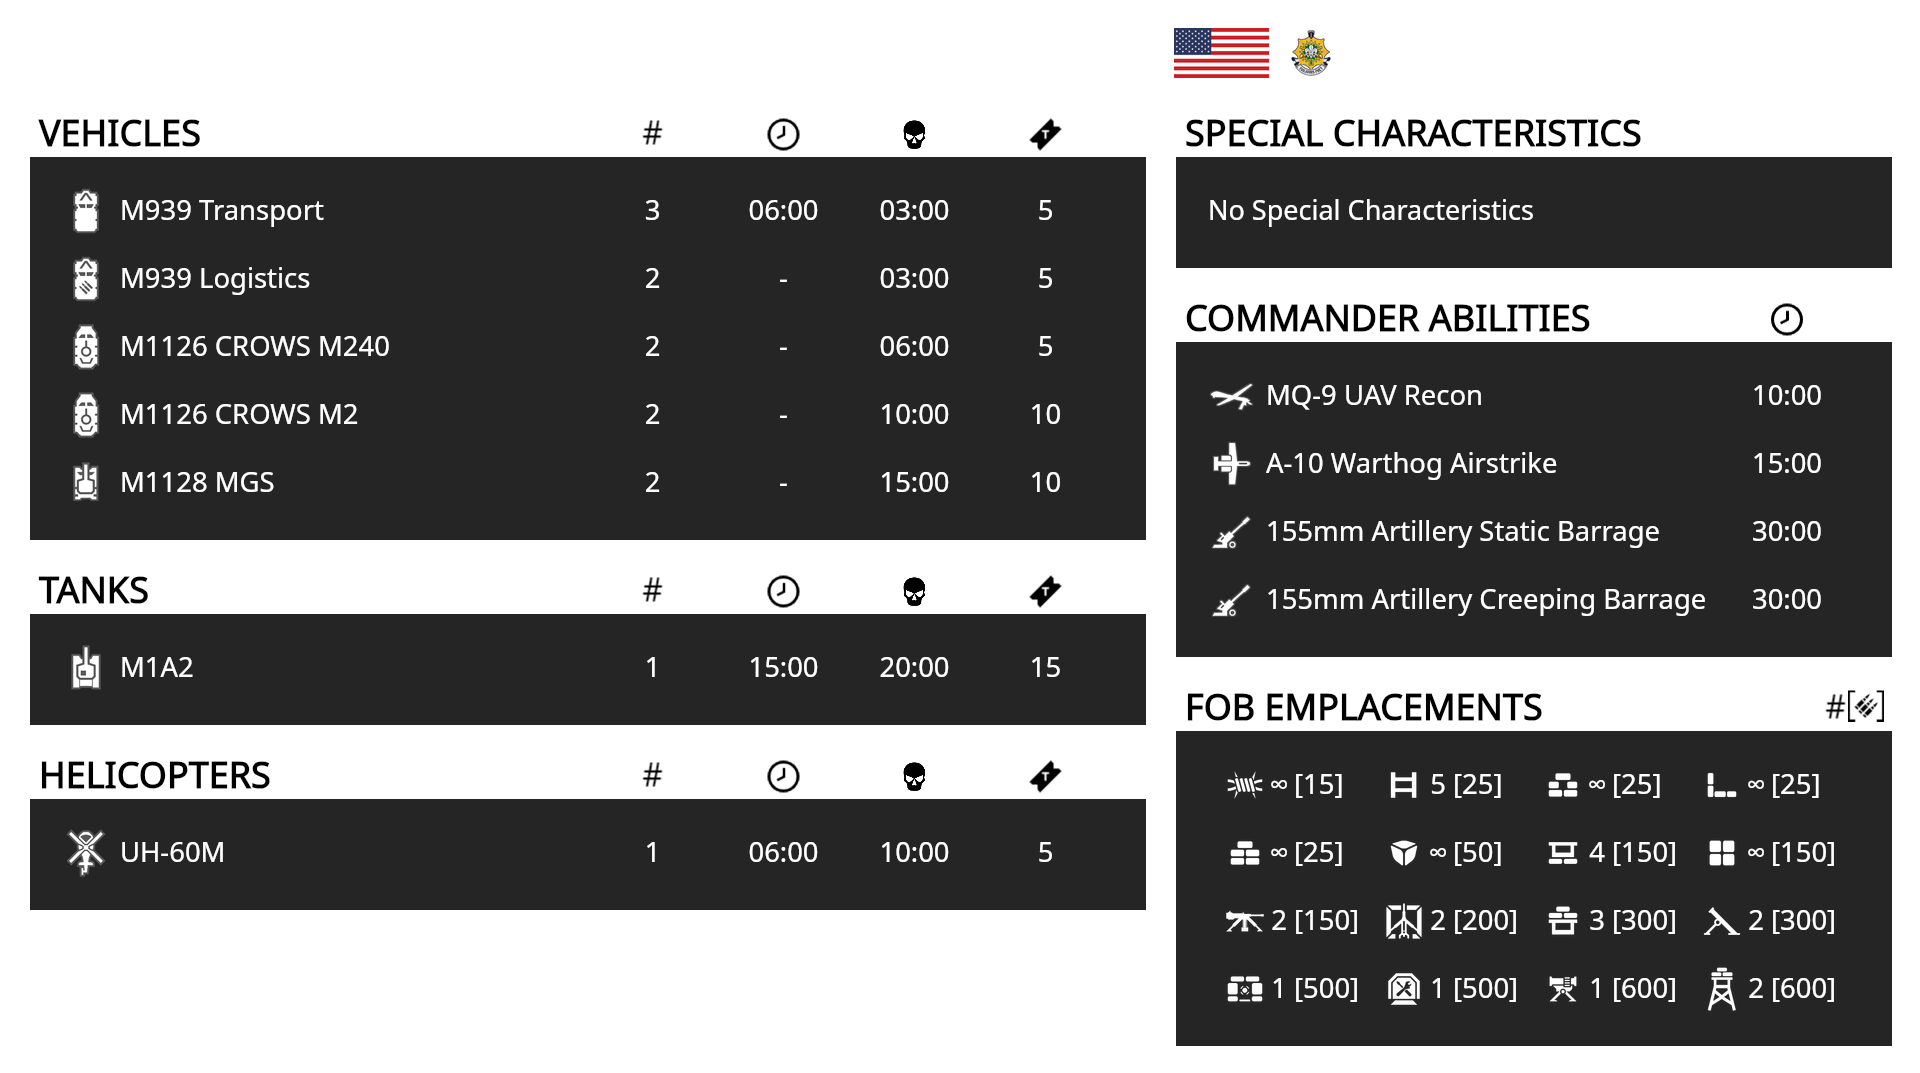 VEHICLES #
M939 Transport 3 06:00 03:00 5
M939 Logistics 2 - 03:00 5
M1126 CROWS M240 2 - 06:00 5
M1126 CROWS M2 2 - 10:00 10
M1128 MGS 2 - 15:00 10
TANKS #
M1A2 1 15:00 20:00 15
HELICOPTERS #
UH-60M 1 06:00 10:00 5
SPECIAL CHARACTERISTICS
No Special Characteristics
COMMANDER ABILITIES
MQ-9 UAV Recon 10:00
A-10 Warthog Airstrike 15:00
155mm Artillery Static Barrage 30:00
155mm Artillery Creeping Barrage 30:00
FOB EMPLACEMENTS #[]
∞ [15] 5 [25] ∞ [25] ∞ [25]
∞ [25] ∞ [50] 4 [150] ∞ [150]
2 [150] 2 [200] 3 [300] 2 [300]
1 [500] 1 [500] 1 [600] 2 [600]